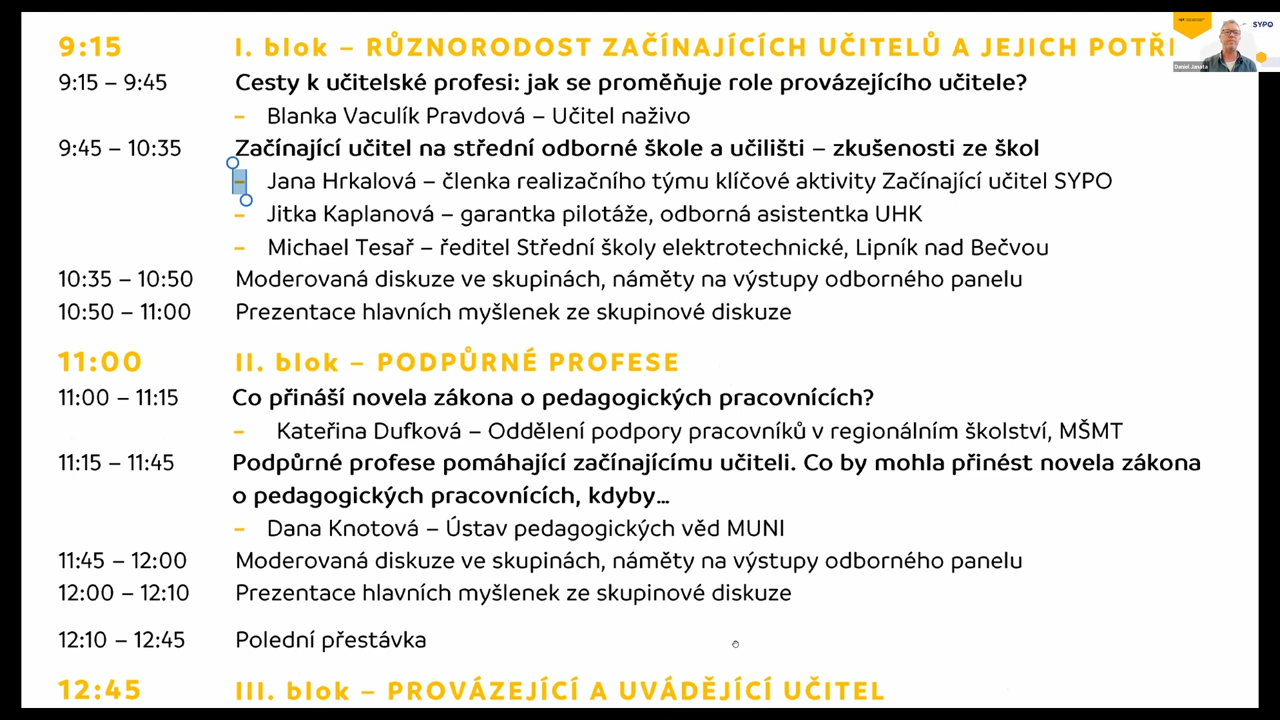 9:15 I. blok – RŮZNORODOST ZAČÍNAJÍCÍCH UČITELŮ A JEJICH POTŘE
9:15 – 9:45 Cesty k učitelské profesi: jak se proměňuje role provázejícího učitele?
– Blanka Vaculík Pravdová – Učitel naživo
9:45 – 10:35 Začínající učitel na střední odborné škole a učilišti – zkušenosti ze škol
– Jana Hrkalová – členka realizačního týmu klíčové aktivity Začínající učitel SYPO
– Jitka Kaplanová – garantka pilotáže, odborná asistentka UHK
– Michael Tesař – ředitel Střední školy elektrotechnické, Lipník nad Bečvou
10:35 – 10:50 Moderovaná diskuze ve skupinách, náměty na výstupy odborného panelu
10:50 – 11:00 Prezentace hlavních myšlenek ze skupinové diskuze
11:00 II. blok – PODPŮRNÉ PROFESE
11:00 – 11:15 Co přináší novela zákona o pedagogických pracovnících?
– Kateřina Dufková – Oddělení podpory pracovníků v regionálním školství, MŠMT
11:15 – 11:45 Podpůrné profese pomáhající začínajícímu učiteli. Co by mohla přinést novela zákona
o pedagogických pracovnících, kdyby...
– Dana Knotová – Ústav pedagogických věd MUNI
11:45 – 12:00 Moderovaná diskuze ve skupinách, náměty na výstupy odborného panelu
12:00 – 12:10 Prezentace hlavních myšlenek ze skupinové diskuze
12:10 – 12:45 Polední přestávka
12:45 III. blok – PROVÁZEJÍCÍ A UVÁDĚJÍCÍ UČITEL
SYPO
Daniel Janata